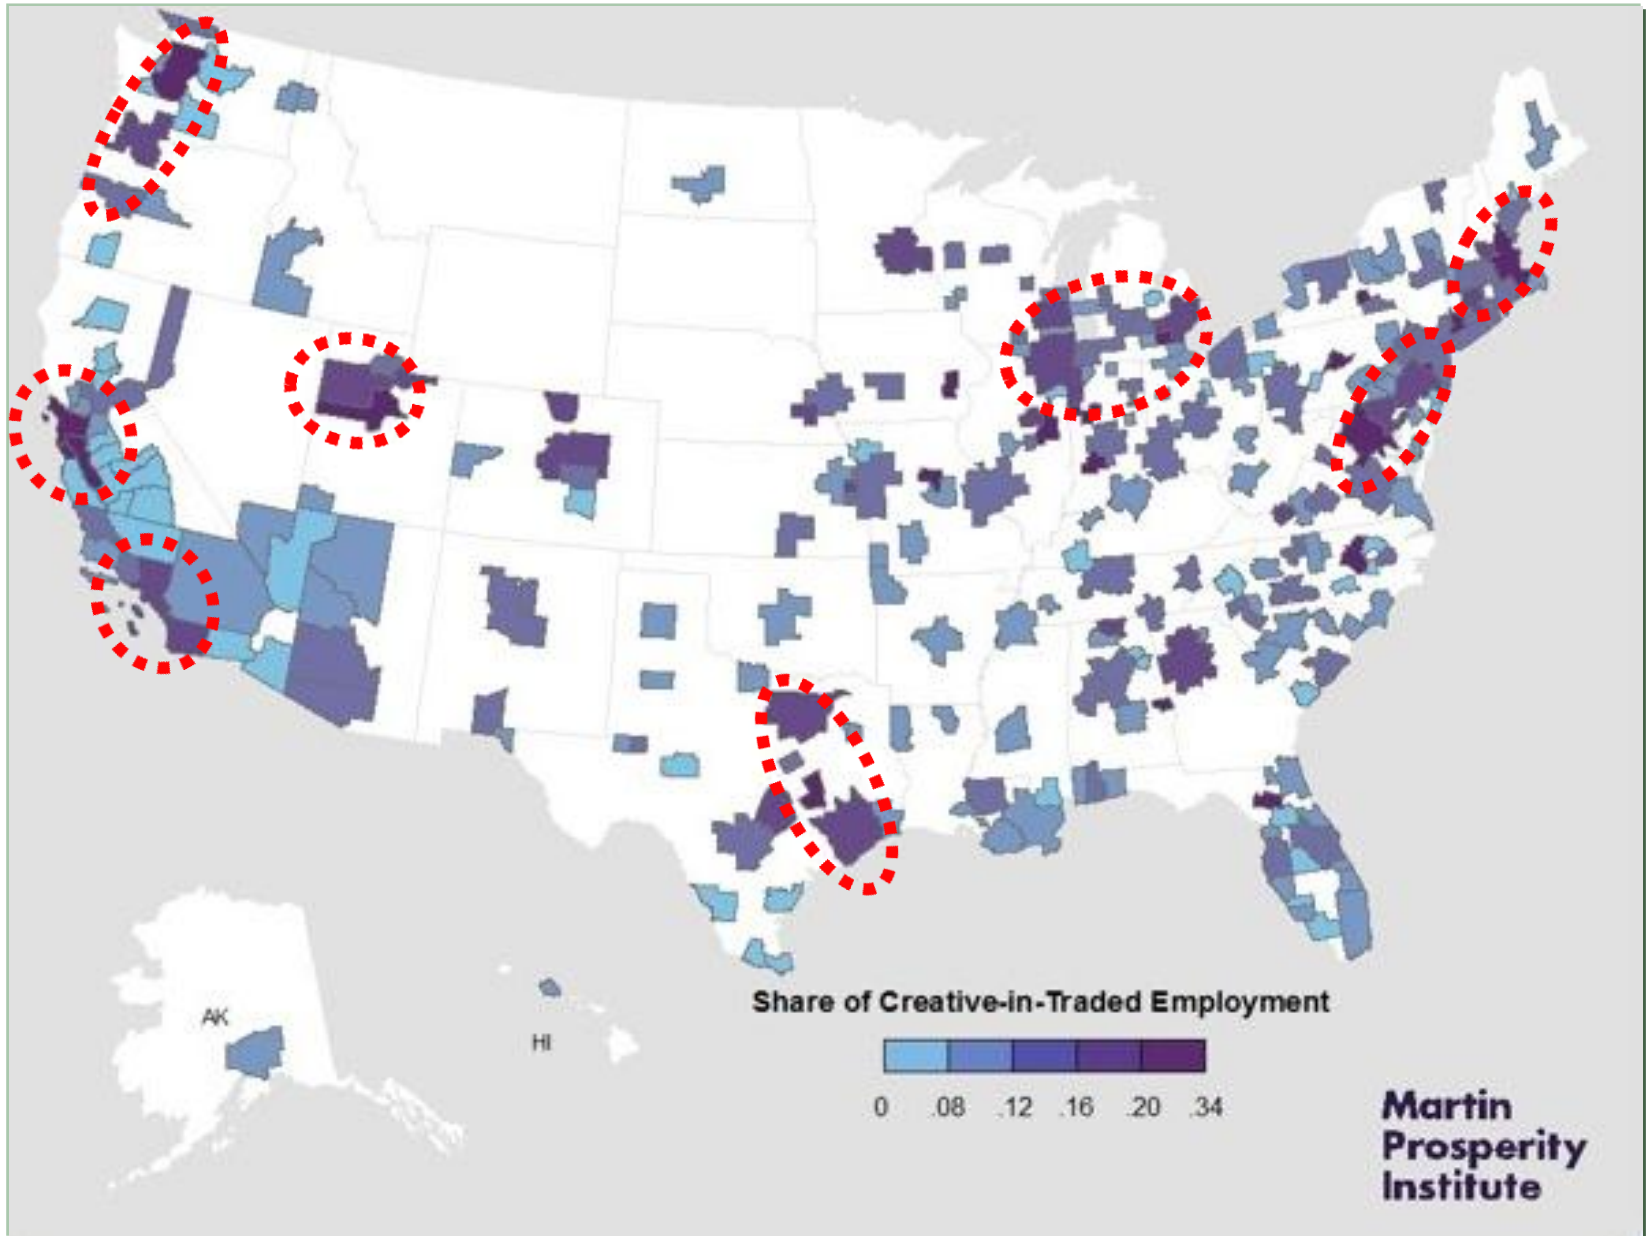 AK
HI
Share of Creative-in-Traded Employment
0 .08 .12 .16 .20 .34
Martin
Prosperity
Institute